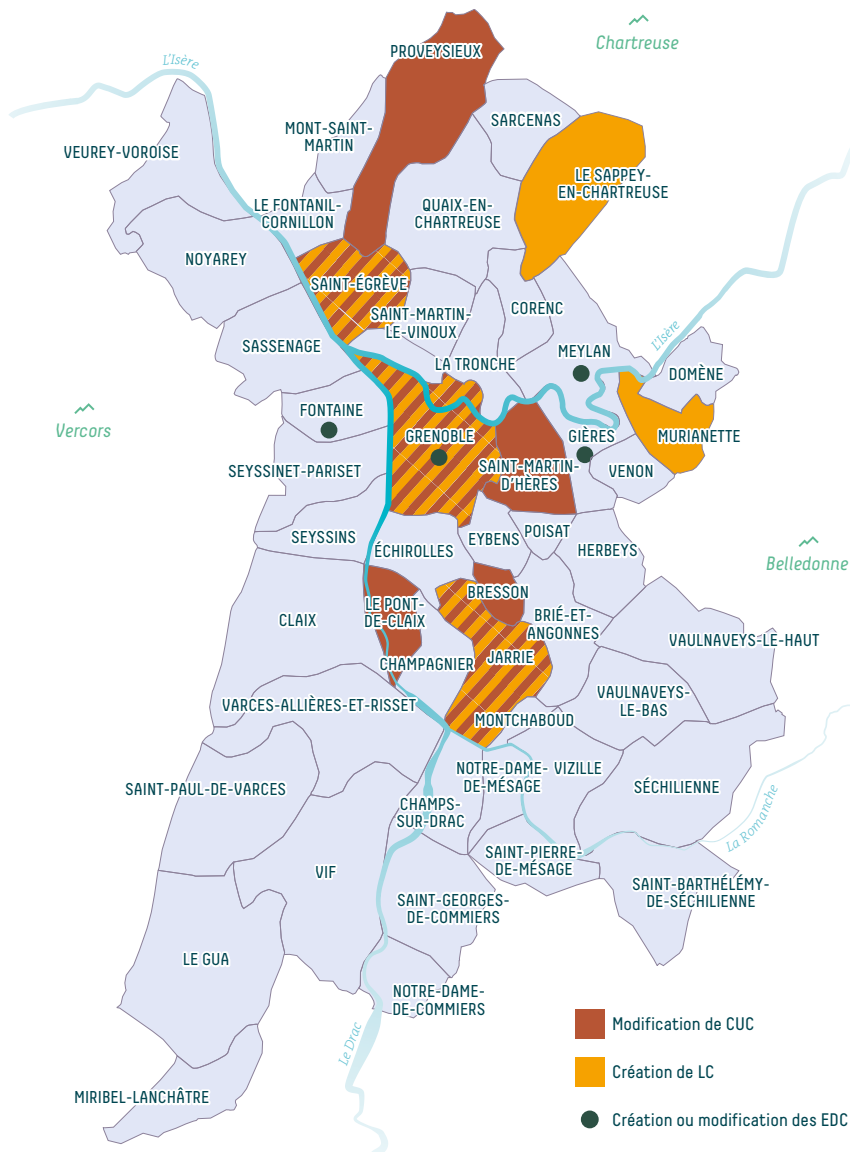 PROVEYSIEUX
Chartreuse
L'Isère
SARCENAS
MONT-SAINT-
MARTIN
VEUREY-VOROISE
LE SAPPEY-
EN-CHARTREUSE
LE FONTANIL-
CORNILLON
QUAIX-EN-
CHARTREUSE
NOYAREY
SAINT-ÉGRÈVE
CORENC
SAINT-MARTIN-
LE-VINOUX
L'Isère
SASSENAGE
MEYLAN
LA TRONCHE
DOMÈNE
FONTAINE
Vercors
GRENOBLE
GIÈRES
MURIANETTE
SEYSSINET-PARISET
SAINT-MARTIN-
D'HÈRES
VENON
SEYSSINS
ÉCHIROLLES
EYBENS
POISAT
HERBEYS
Belledonne
BRESSON
CLAIX
LE PONT-
DE-CLAIX
BRIÉ-ET-
ANGONNES
VAULNAVEYS-LE-HAUT
CHAMPAGNIER
JARRIE
VAULNAVEYS-
LE-BAS
VARCES-ALLIÈRES-ET-RISSET
MONTCHABOUD
NOTRE-DAME-
DE-MÉSAGE
VIZILLE
SAINT-PAUL-DE-VARCES
SÉCHILIENNE
CHAMPS-
SUR-DRAC
La Romanche
SAINT-PIERRE-
DE-MÉSAGE
VIF
SAINT-BARTHÉLÉMY-
DE-SÉCHILIENNE
SAINT-GEORGES-
DE-COMMIERS
LE GUA
NOTRE-DAME-
DE-COMMIERS
Le Drac
MIRIBEL-LANCHÂTRE
Modification de CUC
Création de LC
Création ou modification des EDC